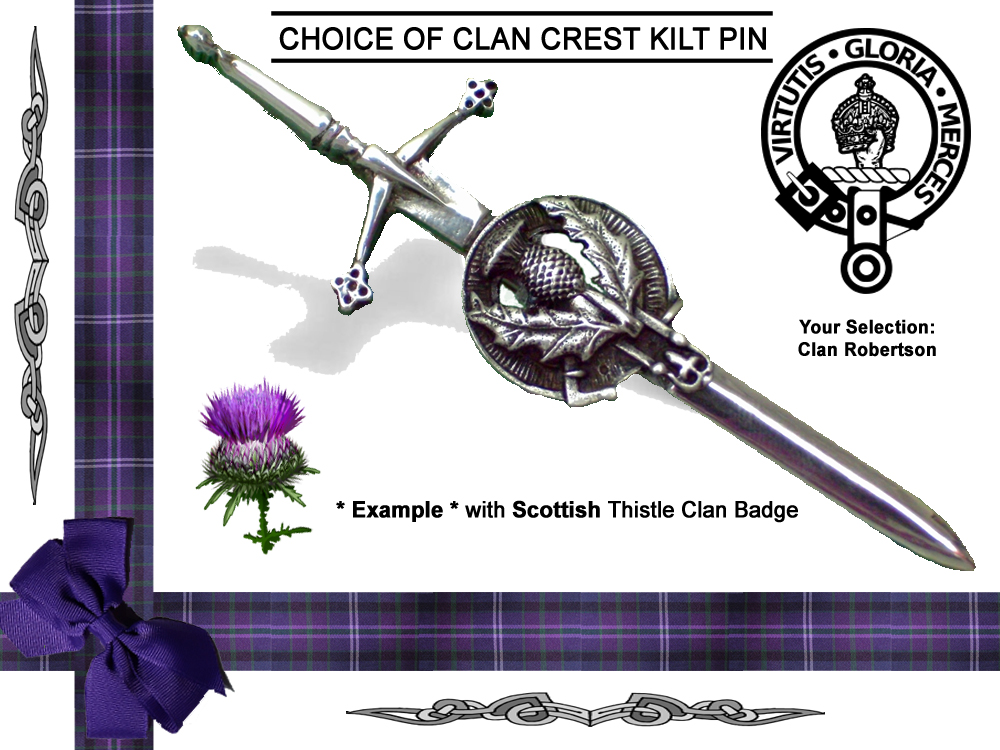 CHOICE OF CLAN CREST KILT PIN
VIRTUTIS • GLORIA • MERCES
Your Selection:
Clan Robertson
* Example * with Scottish Thistle Clan Badge